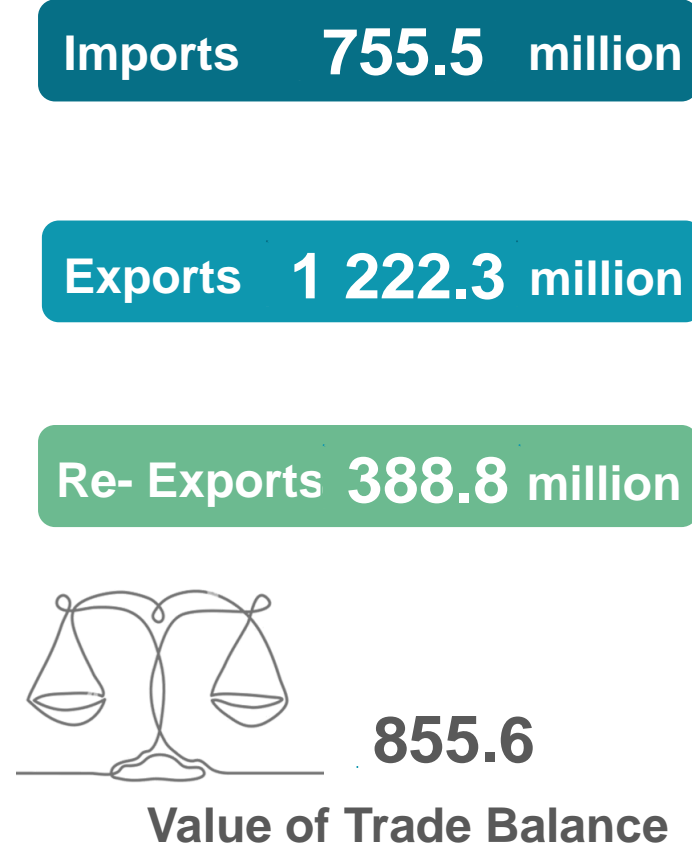 Imports 755.5 million
Exports 1 222.3 million
Re- Exports 388.8 million
855.6
Value of Trade Balance